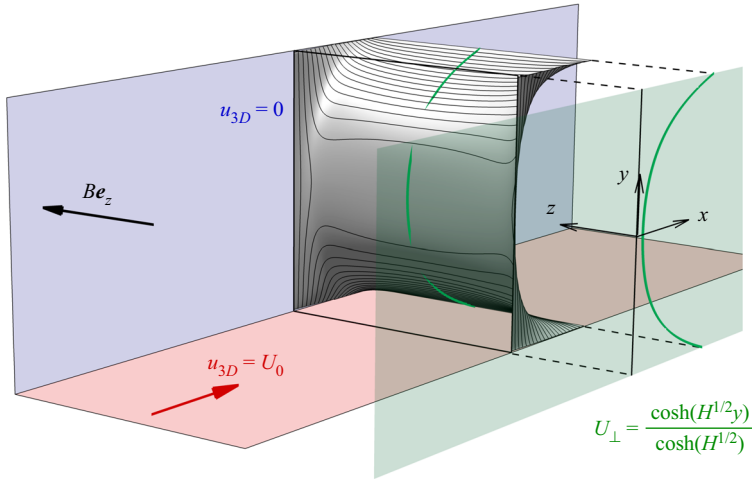 u_{3D} = 0
Be_z
y
z
x
u_{3D} = U_0
U_⊥ = cosh(H^{1/2}y) / cosh(H^{1/2})